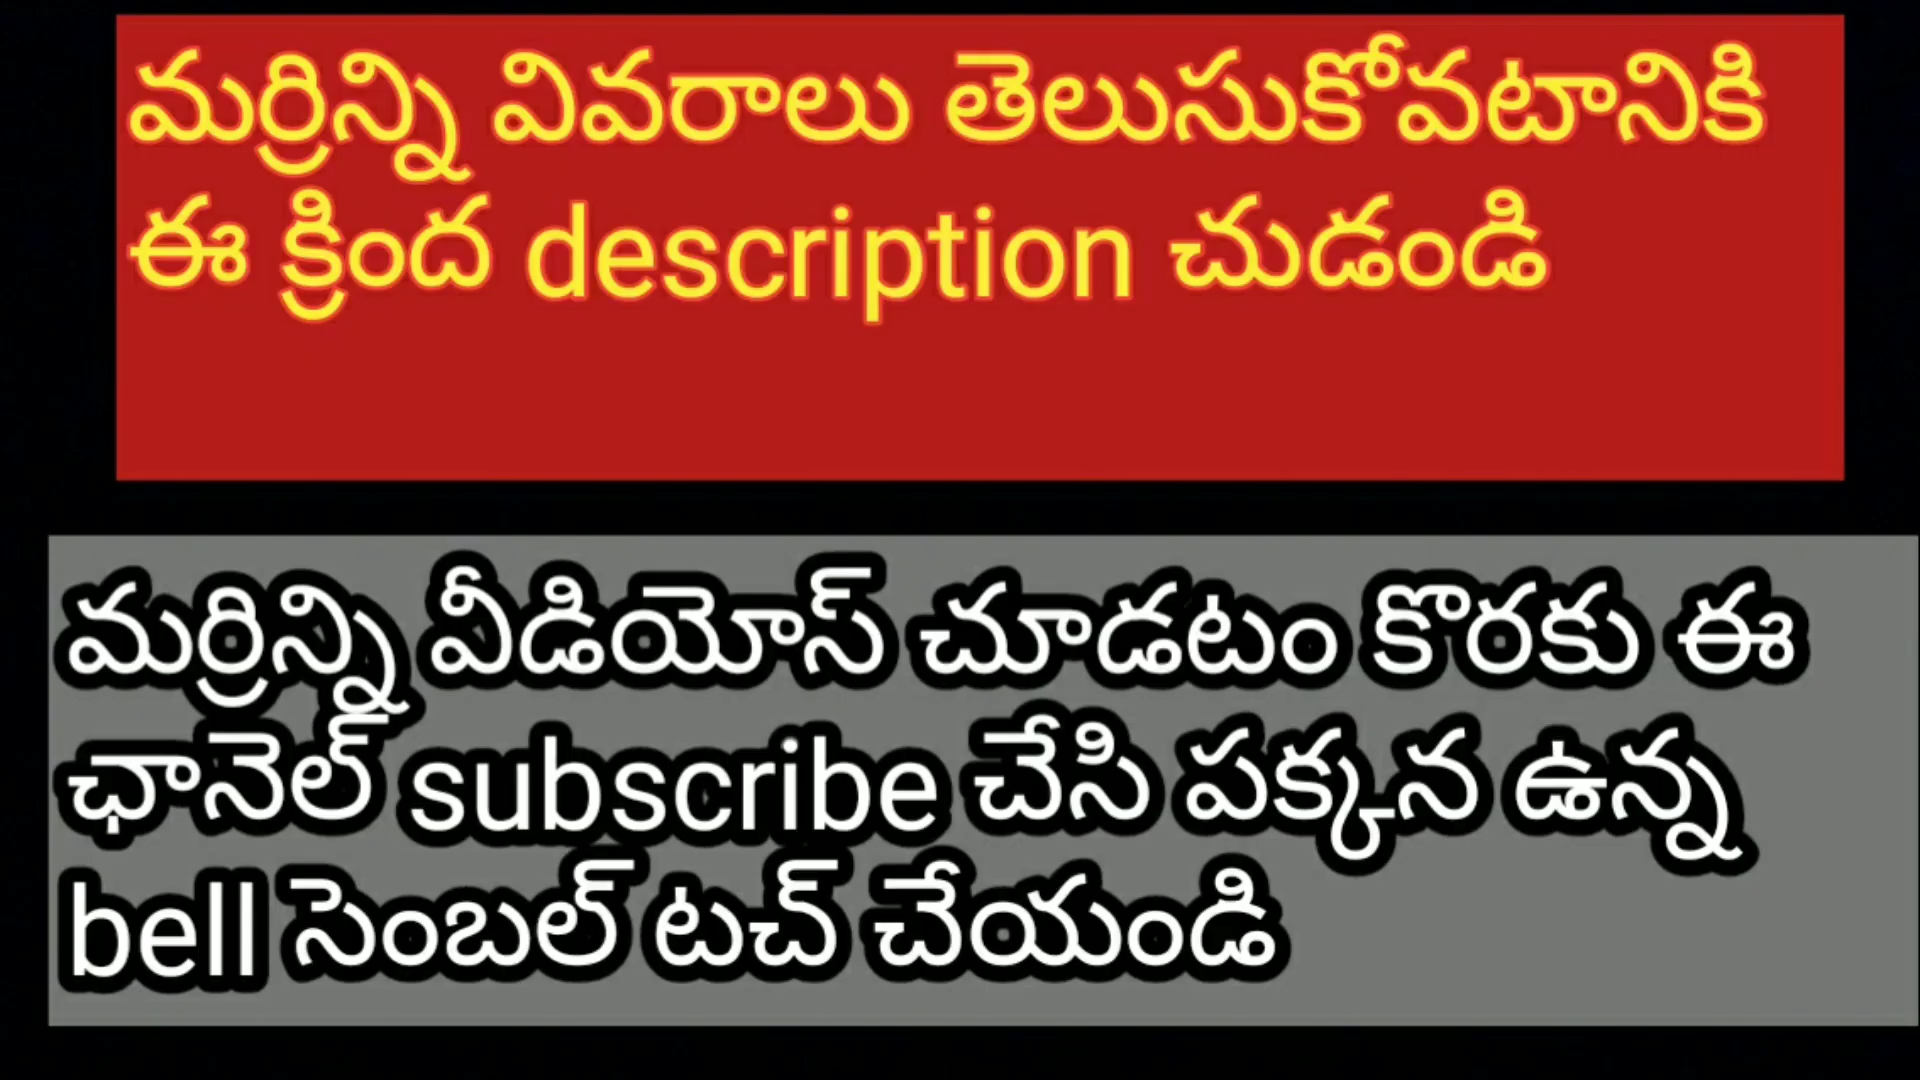 మర్రిన్ని వివరాలు తెలుసుకోవటానికి
ఈ క్రింద description చుడండి
మర్రిన్ని వీడియోస్ చూడటం కొరకు ఈ
ఛానెల్ subscribe చేసి పక్కన ఉన్న
bell సెంబల్ టచ్ చేయండి